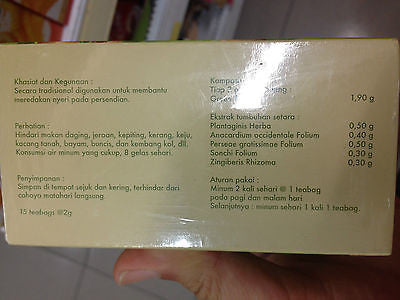 Khasiat dan Kegunaan :
Secara tradisional digunakan untuk membantu
meredakan nyeri pada persendian.
Perhatian :
Hindari makan daging, jeroan, kepiting, kerang, keju,
kacang tanah, bayam, buncis, dan kembang kol, dll.
Konsumsi air minum yang cukup, 8 gelas sehari.
Penyimpanan :
Simpan di tempat sejuk dan kering, terhindar dari
cahaya matahari langsung.
15 teabags @2g
Tiap
Green 1,90 g
Ekstrak tumbuhan setara :
Plantaginis Herba 0,50 g
Anacardium occidentale Folium 0,40 g
Perseae gratissimae Folium 0,50 g
Sonchi Folium 0,30 g
Zingiberis Rhizoma 0,30 g
Aturan pakai :
Minum 2 kali sehari @ 1 teabag
pada pagi dan malam hari
Selanjutnya : minum sehari 1 kali 1 teabag.